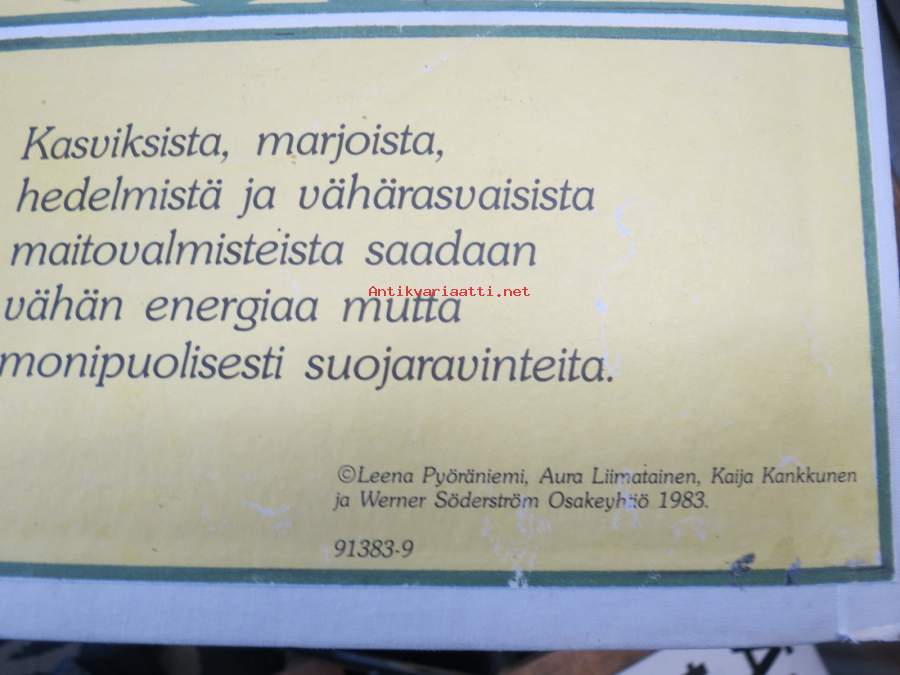 Kasviksista, marjoista,
hedelmistä ja vähärasvaisista
maitovalmisteista saadaan
Antikvariaatti.net
vähän energiaa mutta
monipuolisesti suojaravinteita.
©Leena Pyöräniemi, Aura Liimatainen, Kaija Kankkunen
ja Werner Söderström Osakeyhtiö 1983.
91383-9